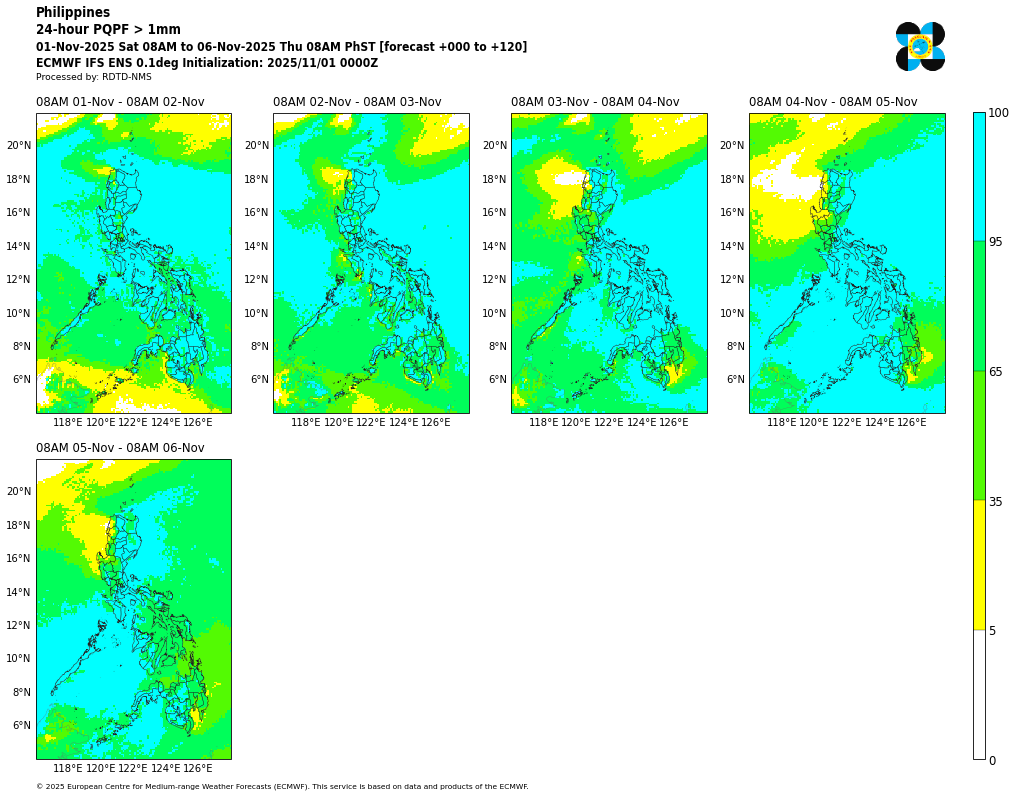 Philippines
24-hour PQPF > 1mm
01-Nov-2025 Sat 08AM to 06-Nov-2025 Thu 08AM PhST [forecast +000 to +120]
ECMWF IFS ENS 0.1deg Initialization: 2025/11/01 0000Z
Processed by: RDTD-NMS
08AM 01-Nov - 08AM 02-Nov
08AM 02-Nov - 08AM 03-Nov
08AM 03-Nov - 08AM 04-Nov
08AM 04-Nov - 08AM 05-Nov
20°N 20°N 20°N 20°N
18°N 18°N 18°N 18°N
16°N 16°N 16°N 16°N
14°N 14°N 14°N 14°N
12°N 12°N 12°N 12°N
10°N 10°N 10°N 10°N
8°N 8°N 8°N 8°N
6°N 6°N 6°N 6°N
118°E 120°E 122°E 124°E 126°E
118°E 120°E 122°E 124°E 126°E
118°E 120°E 122°E 124°E 126°E
118°E 120°E 122°E 124°E 126°E
100
95
65
35
5
0
08AM 05-Nov - 08AM 06-Nov
20°N
18°N
16°N
14°N
12°N
10°N
8°N
6°N
118°E 120°E 122°E 124°E 126°E
© 2025 European Centre for Medium-range Weather Forecasts (ECMWF). This service is based on data and products of the ECMWF.